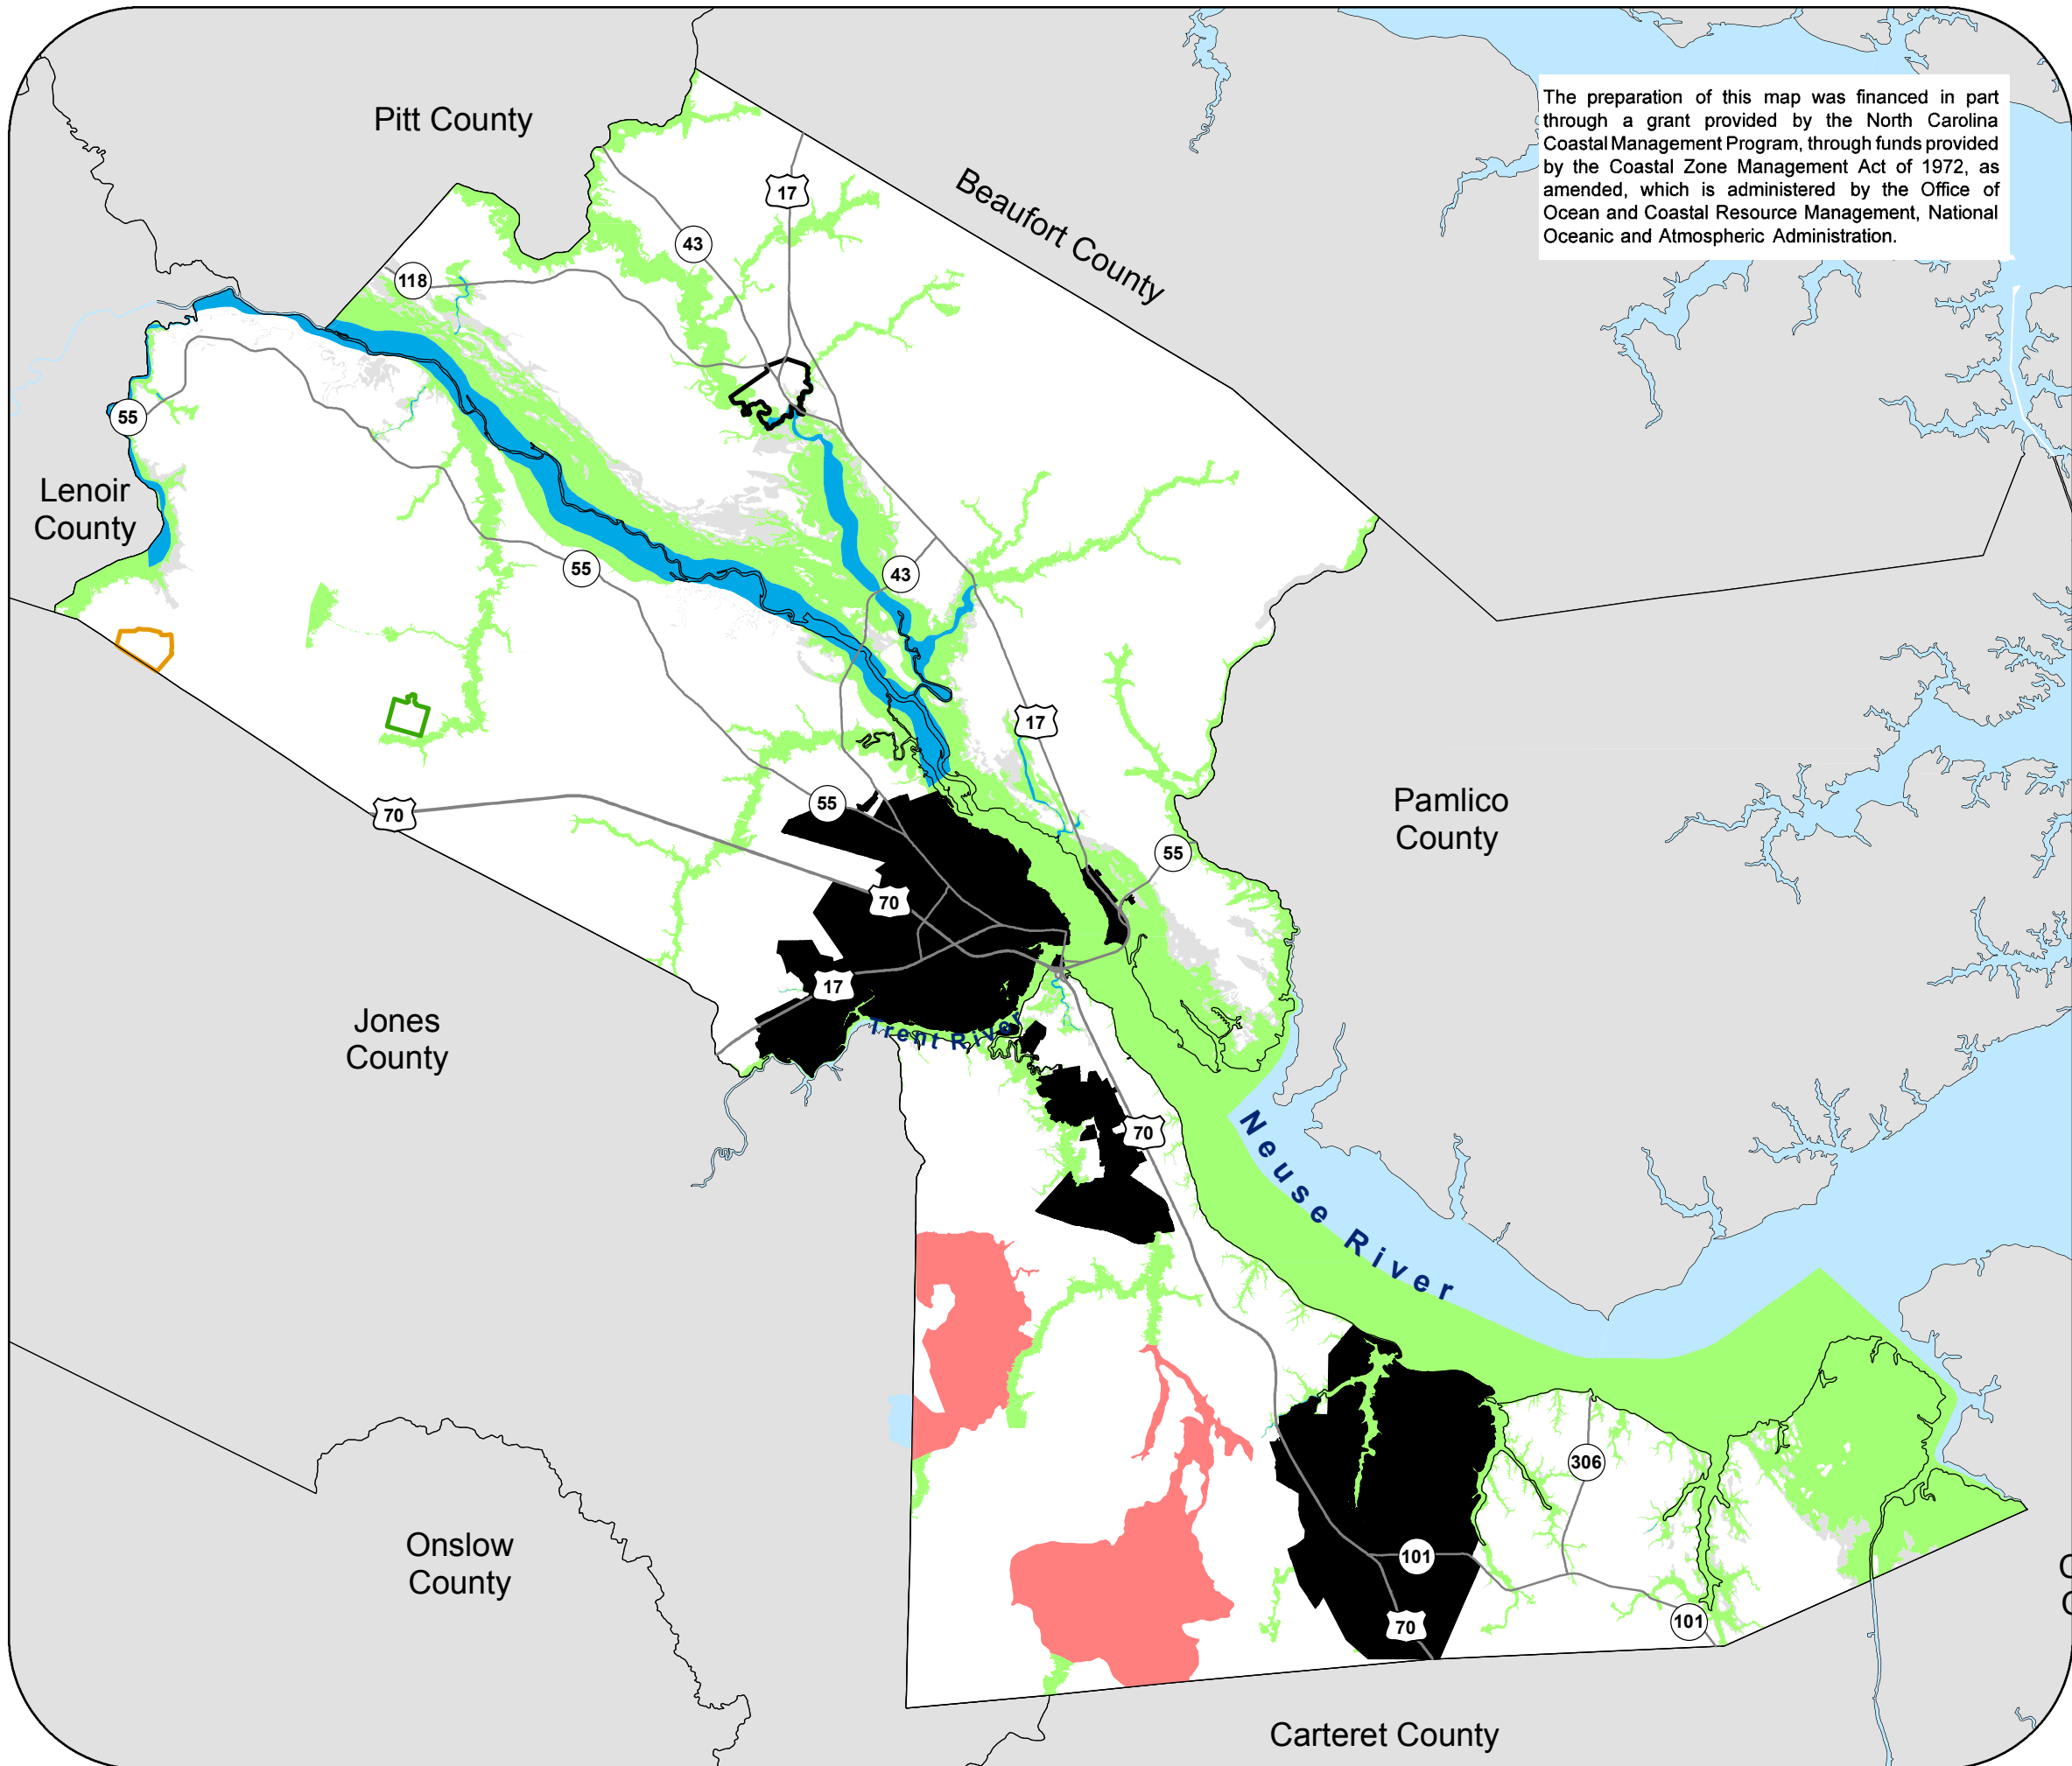 The preparation of this map was financed in part
through a grant provided by the North Carolina
Coastal Management Program, through funds provided
by the Coastal Zone Management Act of 1972, as
amended, which is administered by the Office of
Ocean and Coastal Resource Management, National
Oceanic and Atmospheric Administration.
Pitt County
Beaufort County
17
43
118
55
Lenoir
County
55
43
17
70
55
55
Pamlico
County
70
17
Jones
County
Trent River
70
Neuse River
306
Onslow
County
101
70
101
Carteret County